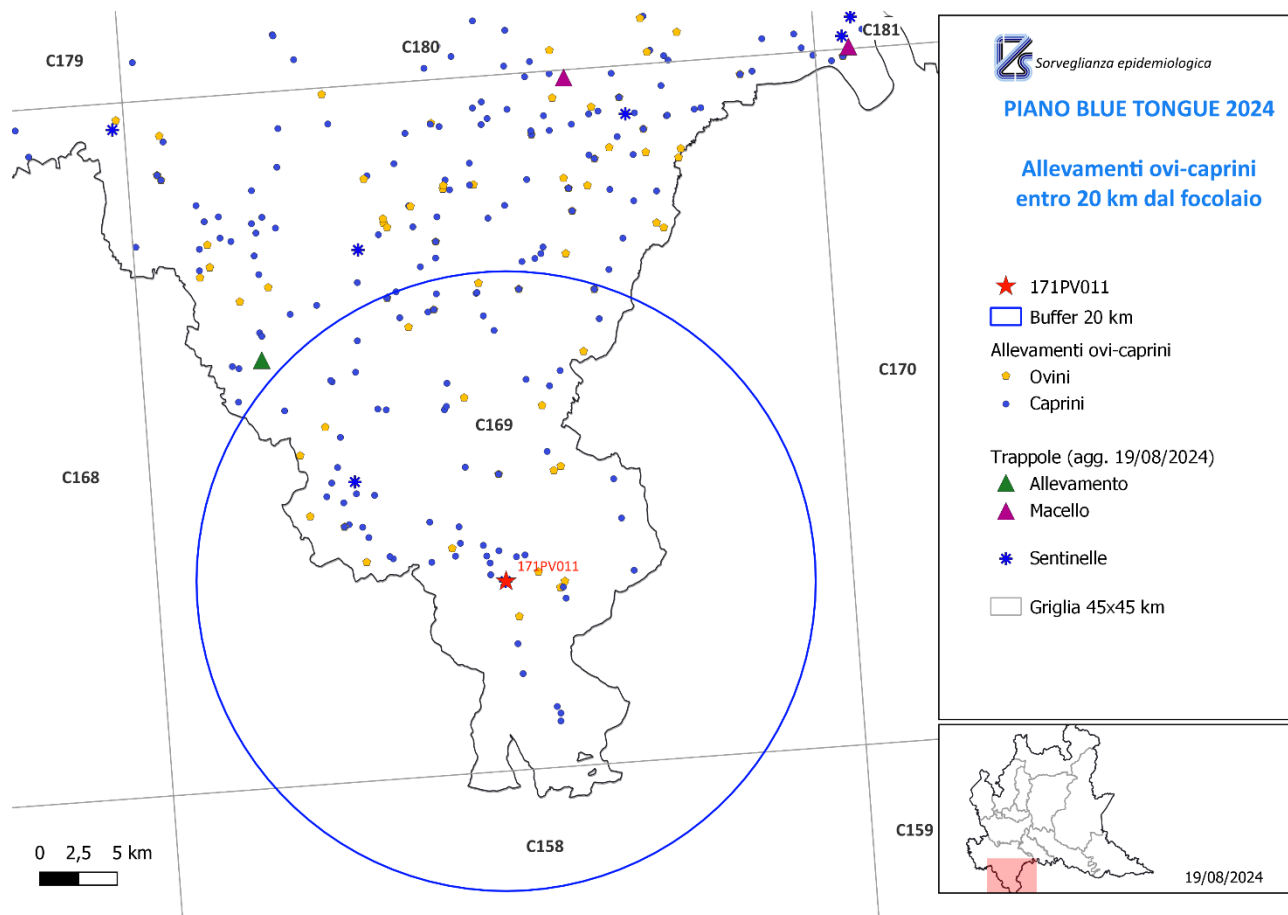 C179
C180
C181
C168
C169
C170
171PV011
C158
C159
0 2,5 5 km
IZS Sorveglianza epidemiologica
PIANO BLUE TONGUE 2024
Allevamenti ovi-caprini
entro 20 km dal focolaio
171PV011
Buffer 20 km
Allevamenti ovi-caprini
Ovini
Caprini
Trappole (agg. 19/08/2024)
Allevamento
Macello
Sentinelle
Griglia 45x45 km
19/08/2024